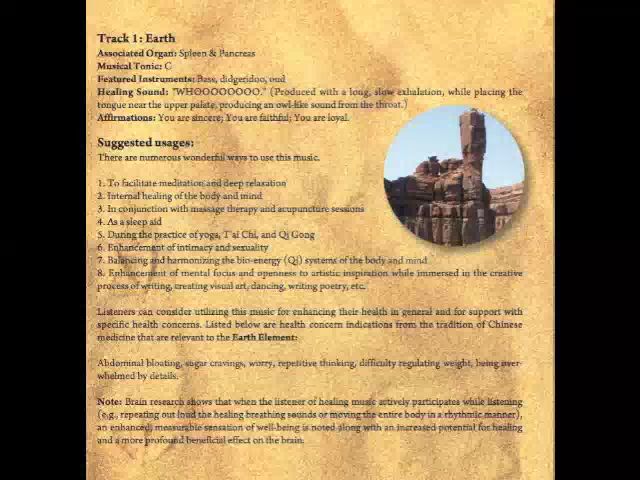 Track 1: Earth
Associated Organ: Spleen & Pancreas
Musical Tonic: C
Featured Instruments: Bass, didgeridoo, oud
Healing Sound: "WHOOOOOOOO." (Produced with a long, slow exhalation, while placing the
tongue near the upper palate, producing an owl-like sound from the throat.)
Affirmations: You are sincere; You are faithful; You are loyal.
Suggested usages:
There are numerous wonderful ways to use this music.
1. To facilitate meditation and deep relaxation
2. Internal healing of the body and mind
3. In conjunction with massage therapy and acupuncture sessions
4. As a sleep aid
5. During the practice of yoga, T'ai Chi, and Qi Gong
6. Enhancement of intimacy and sexuality
7. Balancing and harmonizing the bio-energy (Qi) systems of the body and mind
8. Enhancement of mental focus and openness to artistic inspiration while immersed in the creative
process of writing, creating visual art, dancing, writing poetry, etc.
Listeners can consider utilizing this music for enhancing their health in general and for support with
specific health concerns. Listed below are health concern indications from the tradition of Chinese
medicine that are relevant to the Earth Element:
Abdominal bloating, sugar cravings, worry, repetitive thinking, difficulty regulating weight, being over-
whelmed by details.
Note: Brain research shows that when the listener of healing music actively participates while listening
(e.g., repeating out loud the healing breathing sounds or moving the entire body in a rhythmic manner),
an enhanced, measurable sensation of well-being is noted along with an increased potential for healing
and a more profound beneficial effect on the brain.